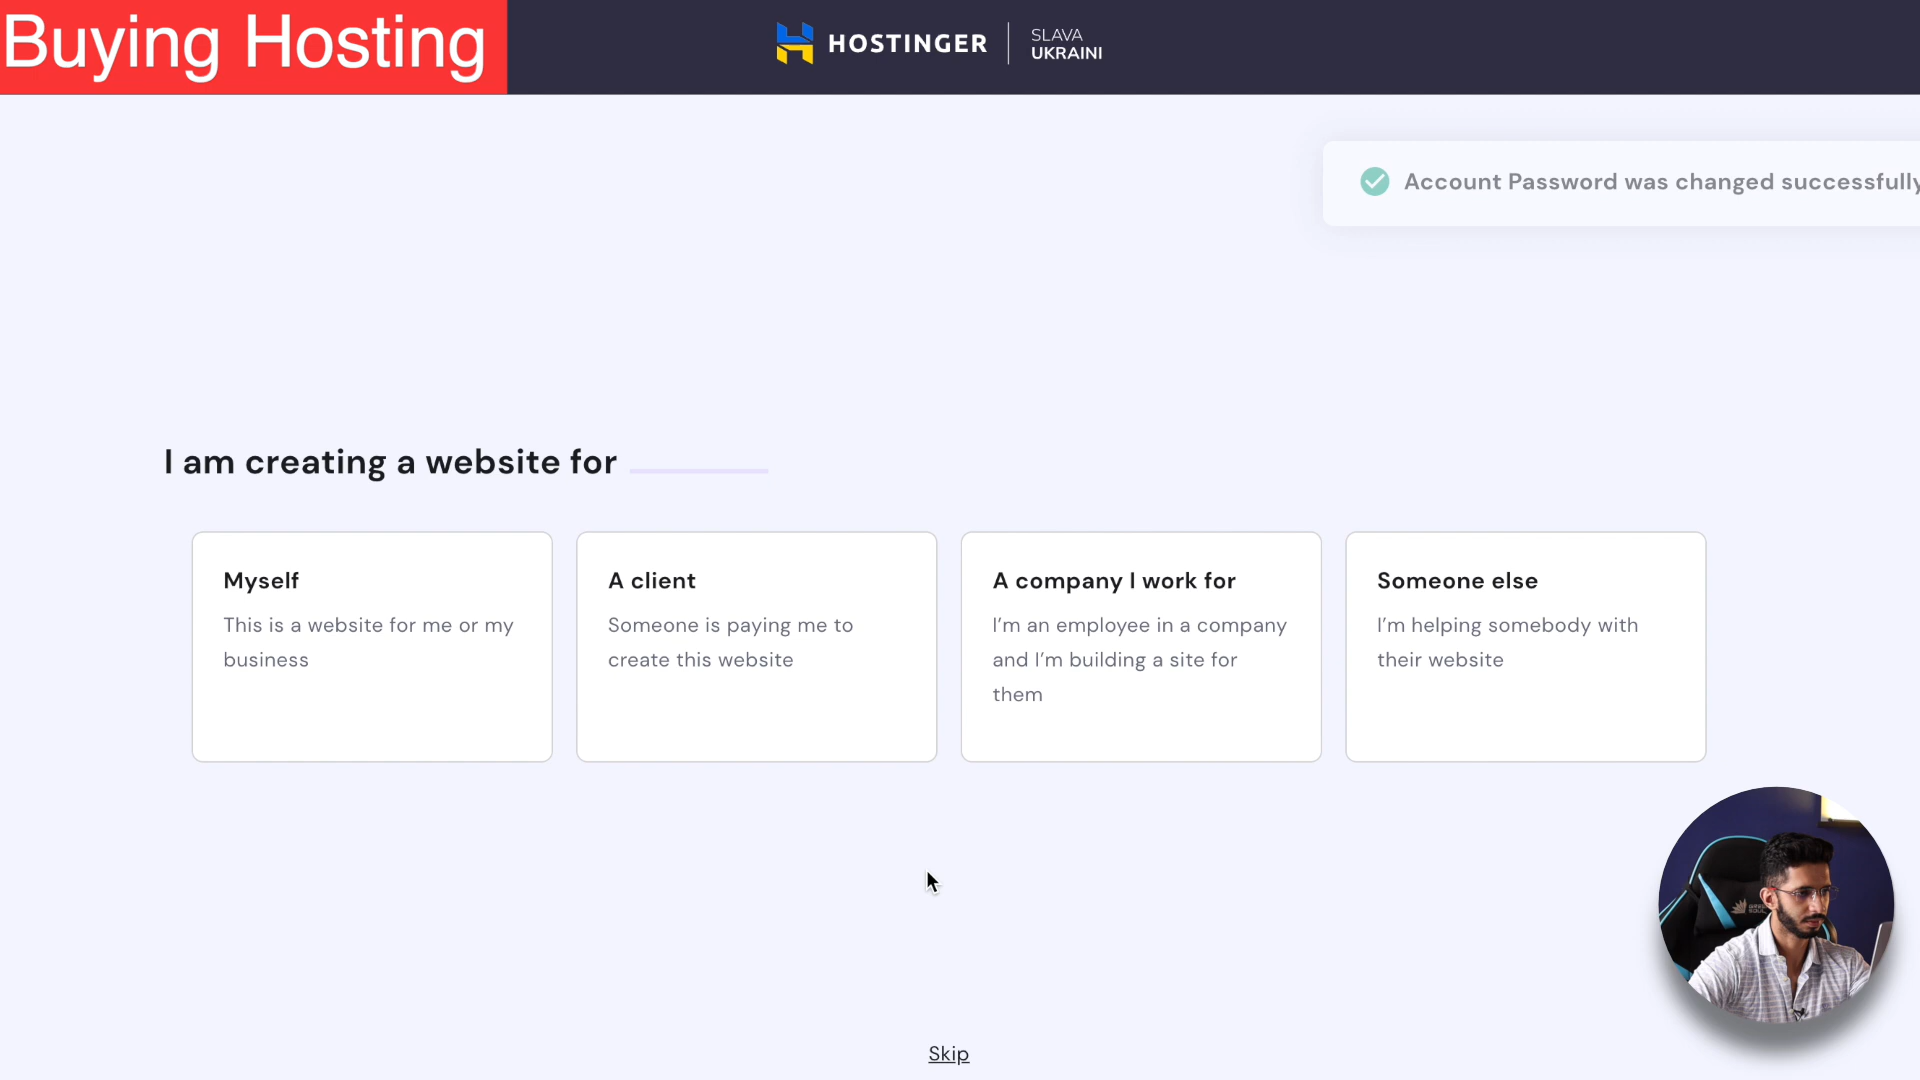 Buying Hosting
HOSTINGER
SLAVA
UKRAINI
Account Password was changed successfully
I am creating a website for
Myself
This is a website for me or my
business
A client
Someone is paying me to
create this website
A company I work for
I'm an employee in a company
and I'm building a site for
them
Someone else
I'm helping somebody with
their website
Skip